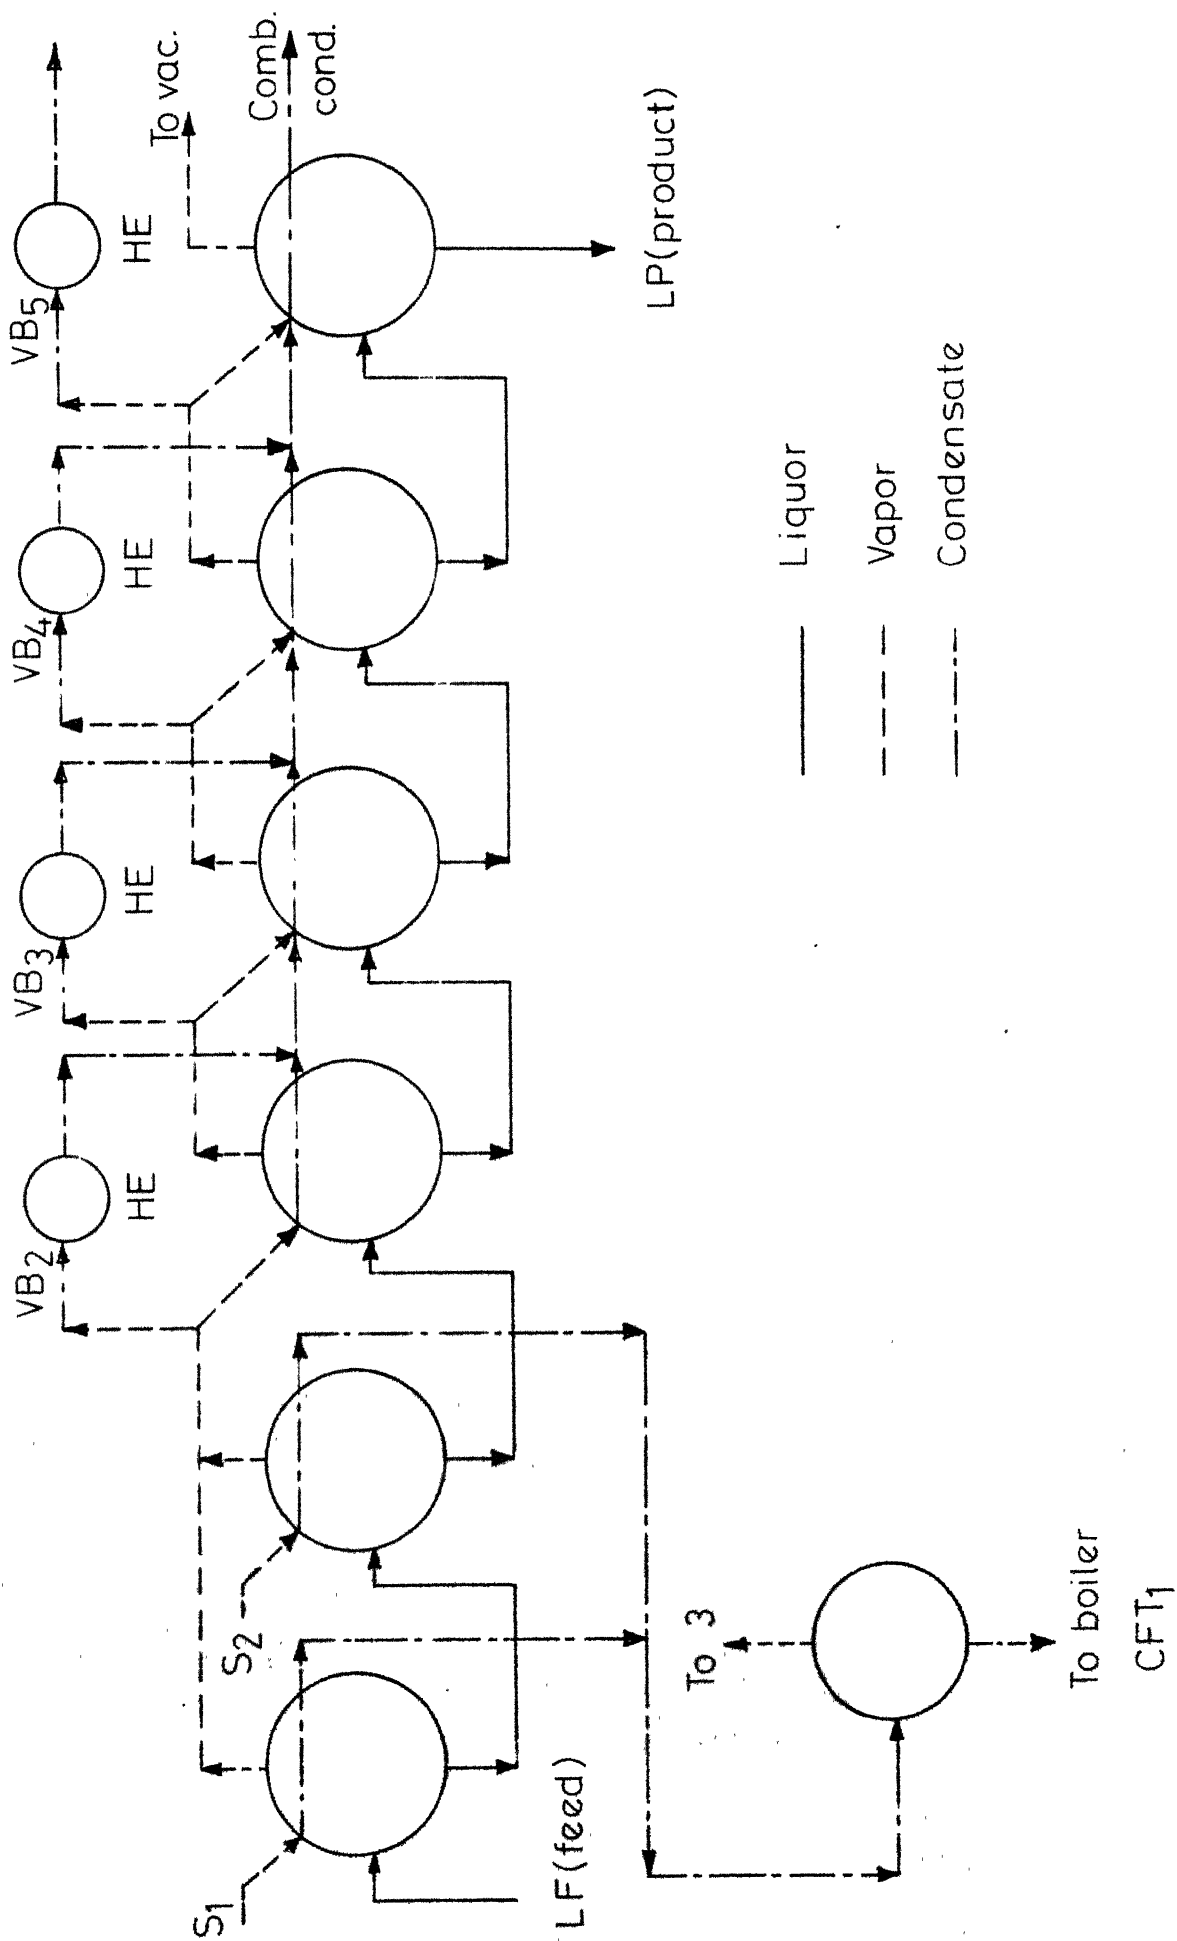 VB2
VB3
VB4
VB5
HE
HE
HE
HE
To vac.
Comb.
cond.
S1
S2
LF(feed)
LP(product)
To 3
To boiler
CFT1
Liquor
Vapor
Condensate